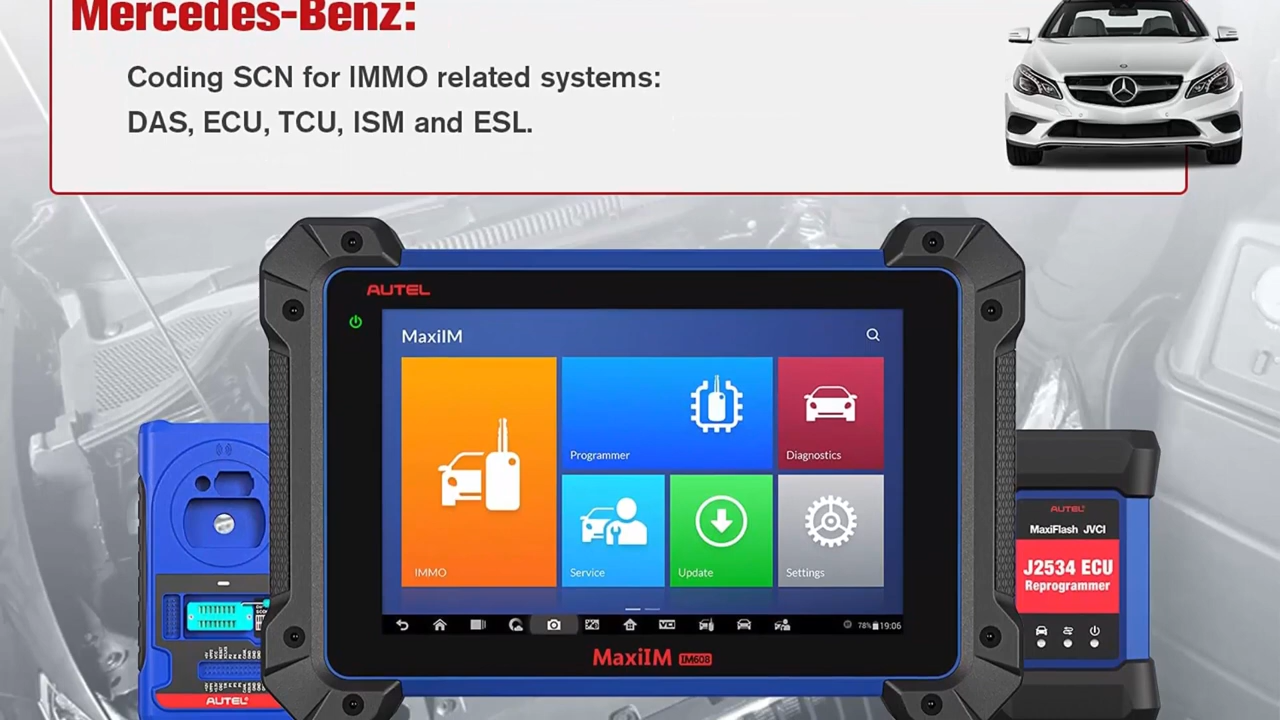 Mercedes-Benz:
Coding SCN for IMMO related systems:
DAS, ECU, TCU, ISM and ESL.
AUTEL
MaxiIM
IMMO
Programmer
Diagnostics
Service
Update
Settings
VCI
78% 19:06
MaxiIM IM608
AUTEL
MaxiFlash JVCI
J2534 ECU
Reprogrammer
AUTEL